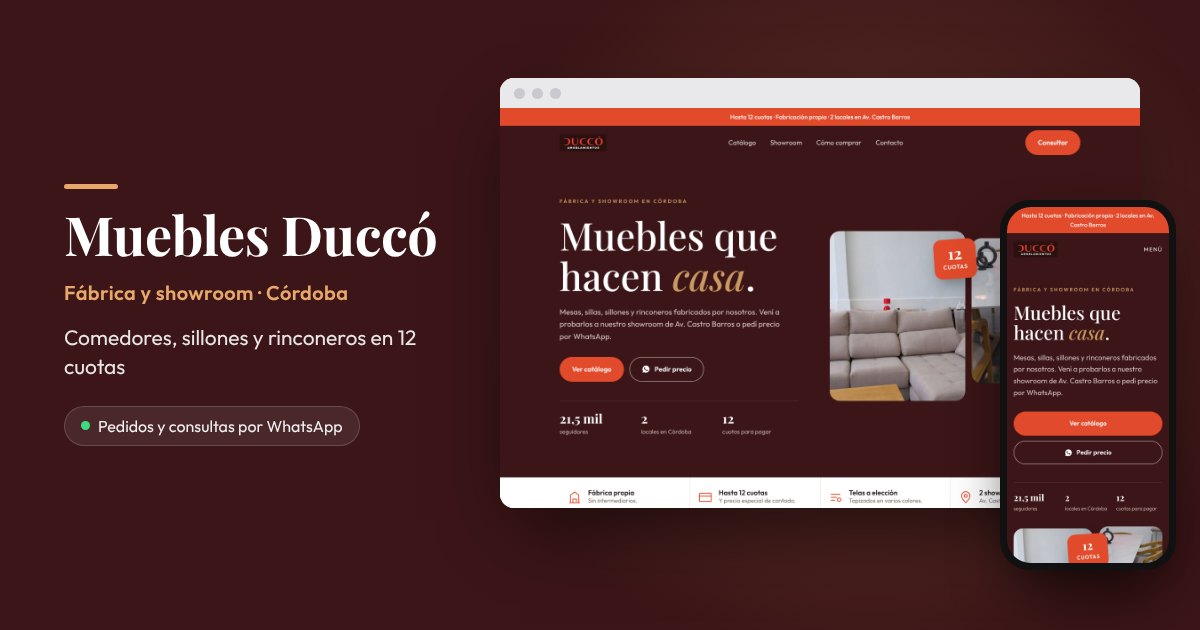 Muebles Duccó
Fábrica y showroom · Córdoba
Comedores, sillones y rinconeros en 12
cuotas
Pedidos y consultas por WhatsApp
Hasta 12 cuotas · Fabricación propia · 2 locales en Av. Castro Barros
DUCCÓ
AMOBLAMIENTOS
Catálogo Showroom Cómo comprar Contacto
Consultar
FÁBRICA Y SHOWROOM EN CÓRDOBA
Muebles que
hacen casa.
Mesas, sillas, sillones y rinconeros fabricados por nosotros. Vení a
probarlos a nuestro showroom de Av. Castro Barros o pedí precio
por WhatsApp.
Ver catálogo
Pedir precio
12
CUOTAS
21,5 mil
seguidores
2
locales en Córdoba
12
cuotas para pagar
Fábrica propia
Sin intermediarios.
Hasta 12 cuotas
Y precio especial de contado.
Telas a elección
Tapizados en varios colores.
2 show
Av. Cast
Hasta 12 cuotas · Fabricación propia · 2 locales en Av.
Castro Barros
DUCCÓ
AMOBLAMIENTOS
MENÚ
FÁBRICA Y SHOWROOM EN CÓRDOBA
Muebles que
hacen casa.
Mesas, sillas, sillones y rinconeros fabricados
por nosotros. Vení a probarlos a nuestro
showroom de Av. Castro Barros o pedí precio
por WhatsApp.
Ver catálogo
Pedir precio
21,5 mil
seguidores
2
locales en Córdoba
12
cuotas para pagar
12
CUOTAS